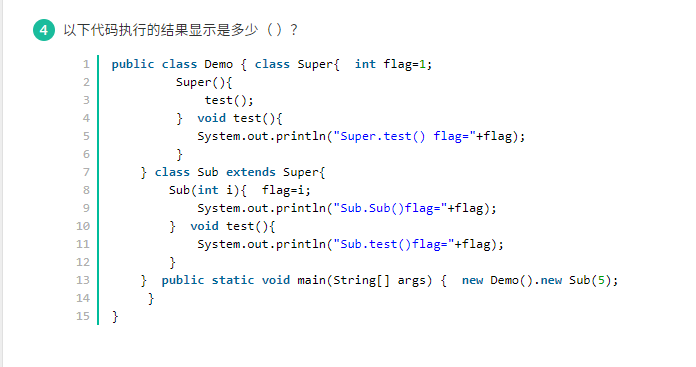 4 以下代码执行的结果显示是多少（）？
1 public class Demo { class Super{  int flag=1;
2          Super(){
3              test();
4          }  void test(){
5             System.out.println("Super.test() flag="+flag);
6          }
7     } class Sub extends Super{
8         Sub(int i){  flag=i;
9             System.out.println("Sub.Sub()flag="+flag);
10         }  void test(){
11             System.out.println("Sub.test()flag="+flag);
12         }
13     }  public static void main(String[] args) {  new Demo().new Sub(5);
14      }
15 }